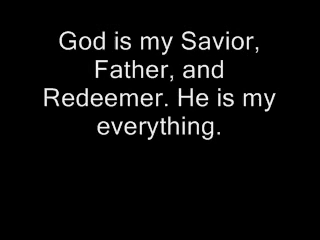 God is my Savior,
Father, and
Redeemer. He is my
everything.